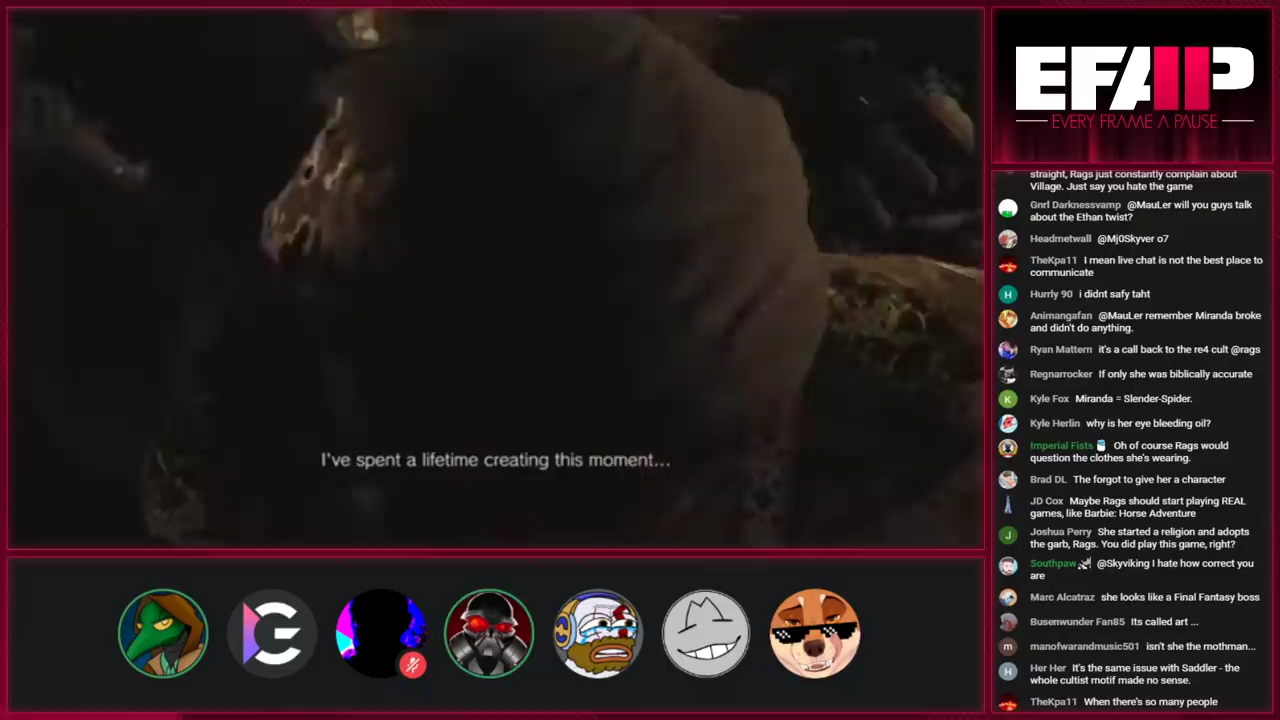 EFAP
EVERY FRAME A PAUSE
I've spent a lifetime creating this moment...
straight, Rags just constantly complain about
Village. Just say you hate the game
Gnrl Darknessvamp @MauLer will you guys talk
about the Ethan twist?
Headmetwall @Mj0Skyver o7
TheKpa11 I mean live chat is not the best place to
communicate
H Hurrly 90 i didnt safy taht
Animangafan @MauLer remember Miranda broke
and didn't do anything.
Ryan Mattern it's a call back to the re4 cult @rags
Regnarrocker If only she was biblically accurate
K Kyle Fox Miranda = Slender-Spider.
Kyle Herlin why is her eye bleeding oil?
Imperial Fists Oh of course Rags would
question the clothes she's wearing.
Brad DL The forgot to give her a character
JD Cox Maybe Rags should start playing REAL
games, like Barbie: Horse Adventure
J Joshua Perry She started a religion and adopts
the garb, Rags. You did play this game, right?
Southpaw @Skyviking I hate how correct you
are
Marc Alcatraz she looks like a Final Fantasy boss
Busenwunder Fan85 Its called art ...
m manofwarandmusic501 isn't she the mothman...
H Her Her It's the same issue with Saddler - the
whole cultist motif made no sense.
TheKpa11 When there's so many people